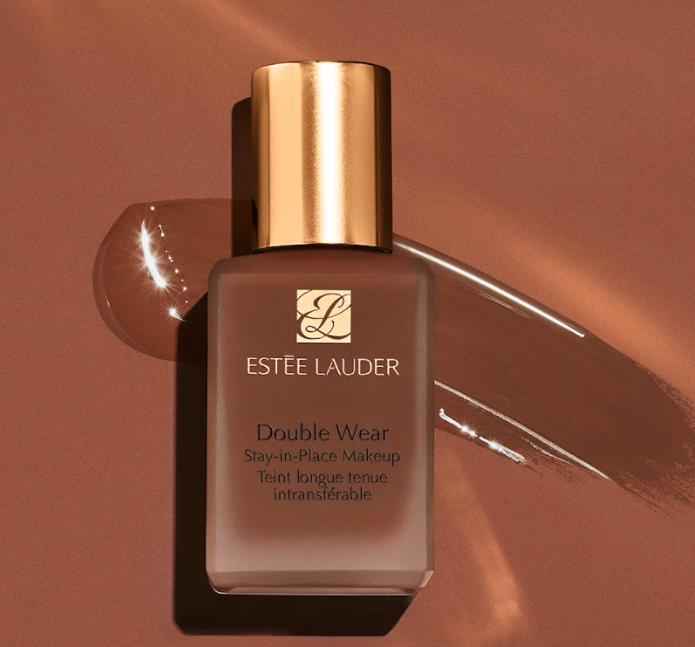 ESTĒE LAUDER
Double Wear
Stay-in-Place Makeup
Teint longue tenue
intransférable